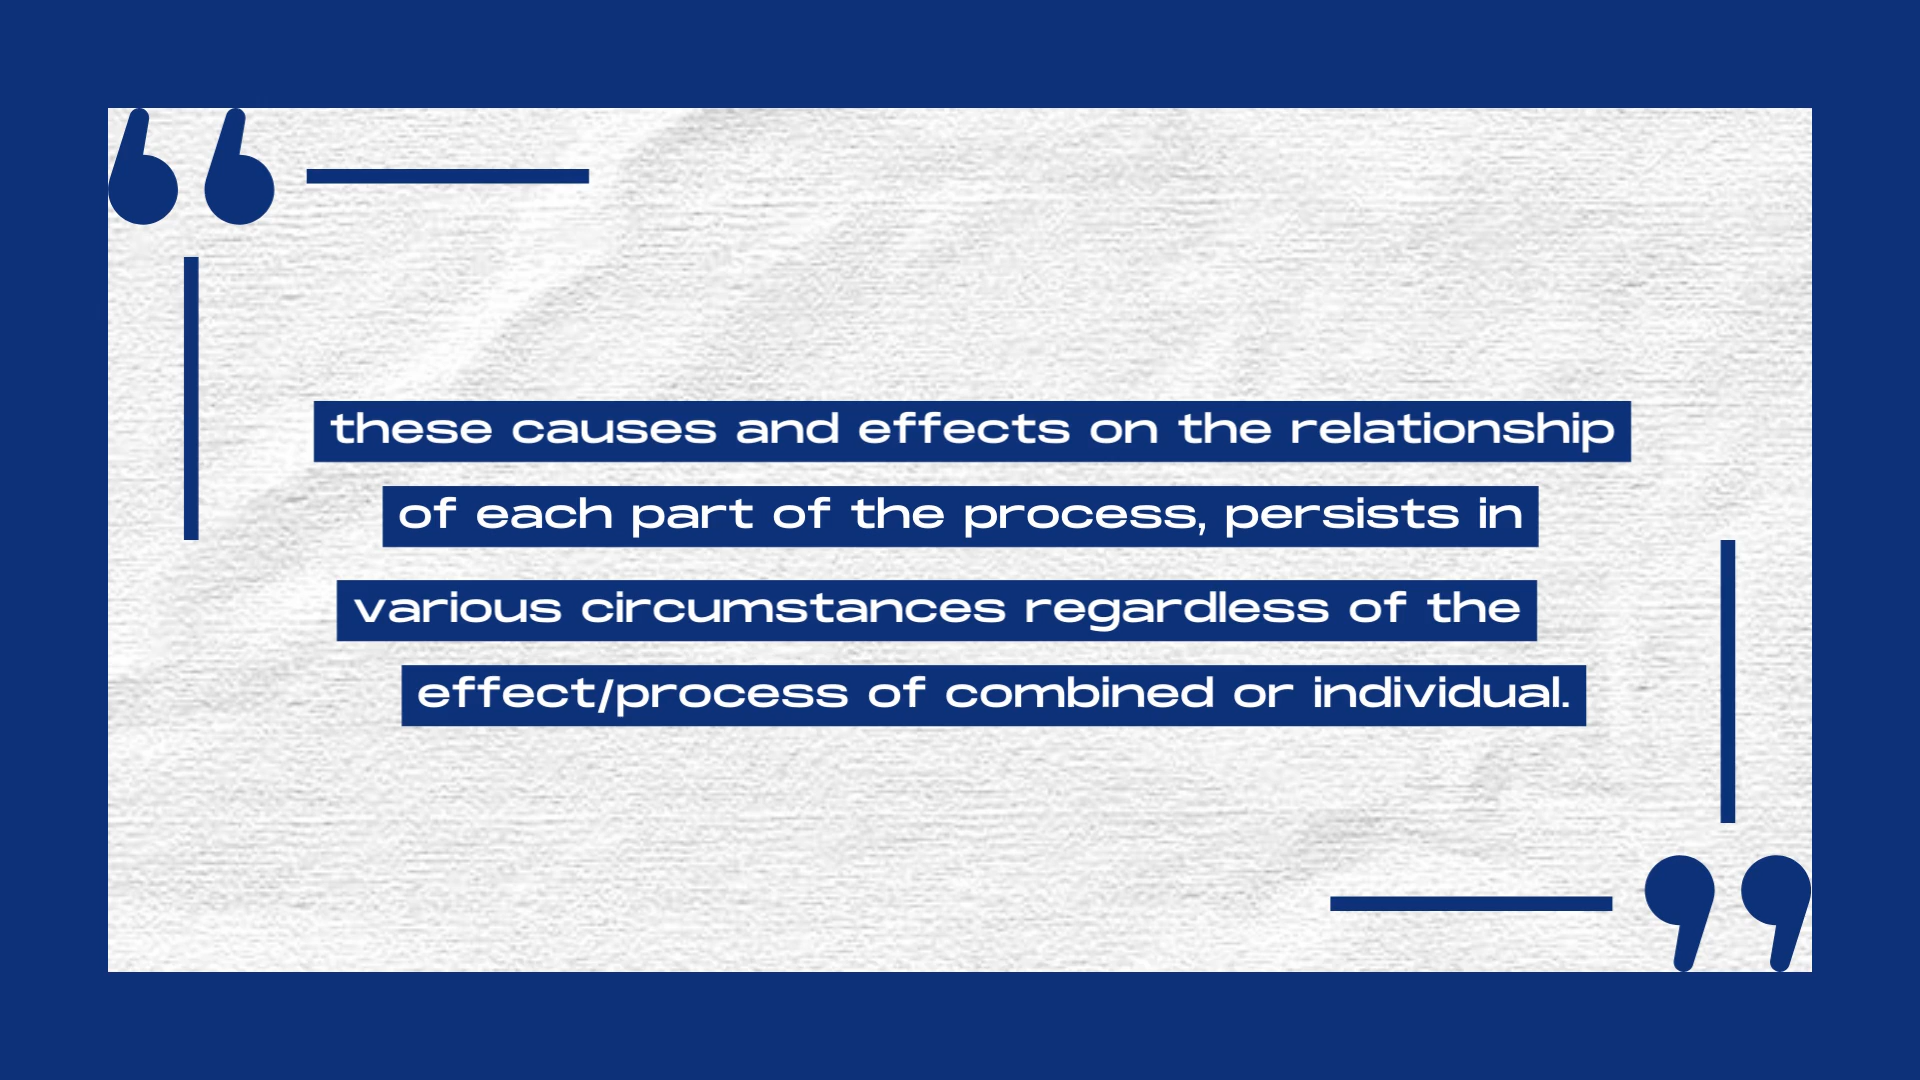 these causes and effects on the relationship
of each part of the process, persists in
various circumstances regardless of the
effect/process of combined or individual.